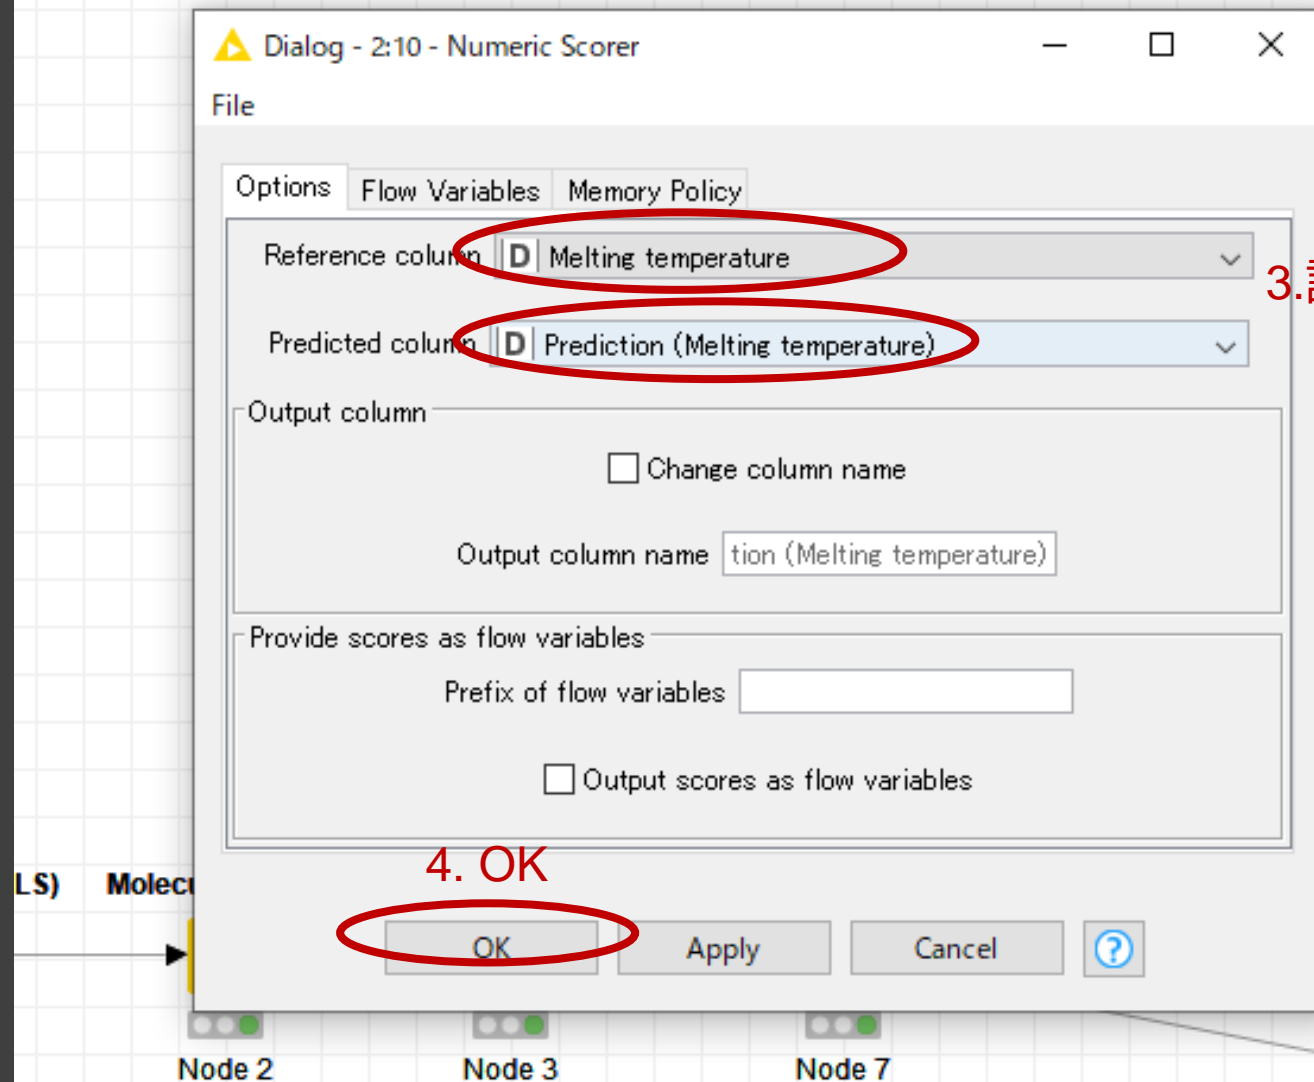 Dialog - 2:10 - Numeric Scorer
File
Options Flow Variables Memory Policy
Reference column D Melting temperature
3.
Predicted column D Prediction (Melting temperature)
Output column
Change column name
Output column name tion (Melting temperature)
Provide scores as flow variables
Prefix of flow variables
Output scores as flow variables
4. OK
LS) Molecu
OK Apply Cancel ?
Node 2 Node 3 Node 7